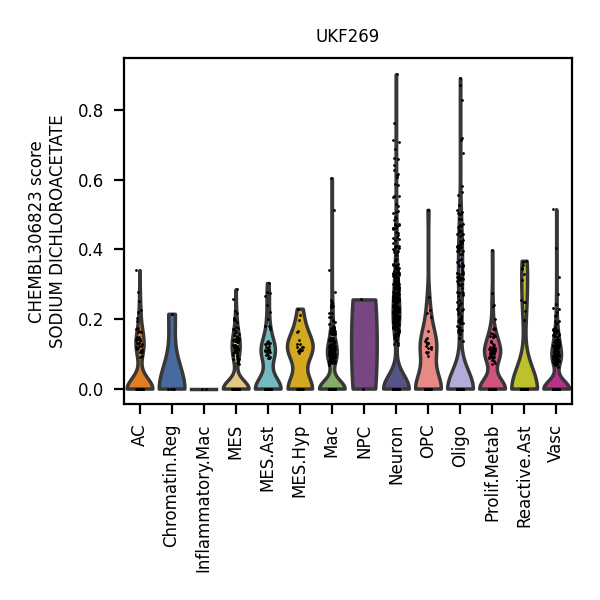 UKF269
CHEMBL306823 score
SODIUM DICHLOROACETATE
0.8
0.6
0.4
0.2
0.0
AC
Chromatin.Reg
Inflammatory.Mac
MES
MES.Ast
MES.Hyp
Mac
NPC
Neuron
OPC
Oligo
Prolif.Metab
Reactive.Ast
Vasc